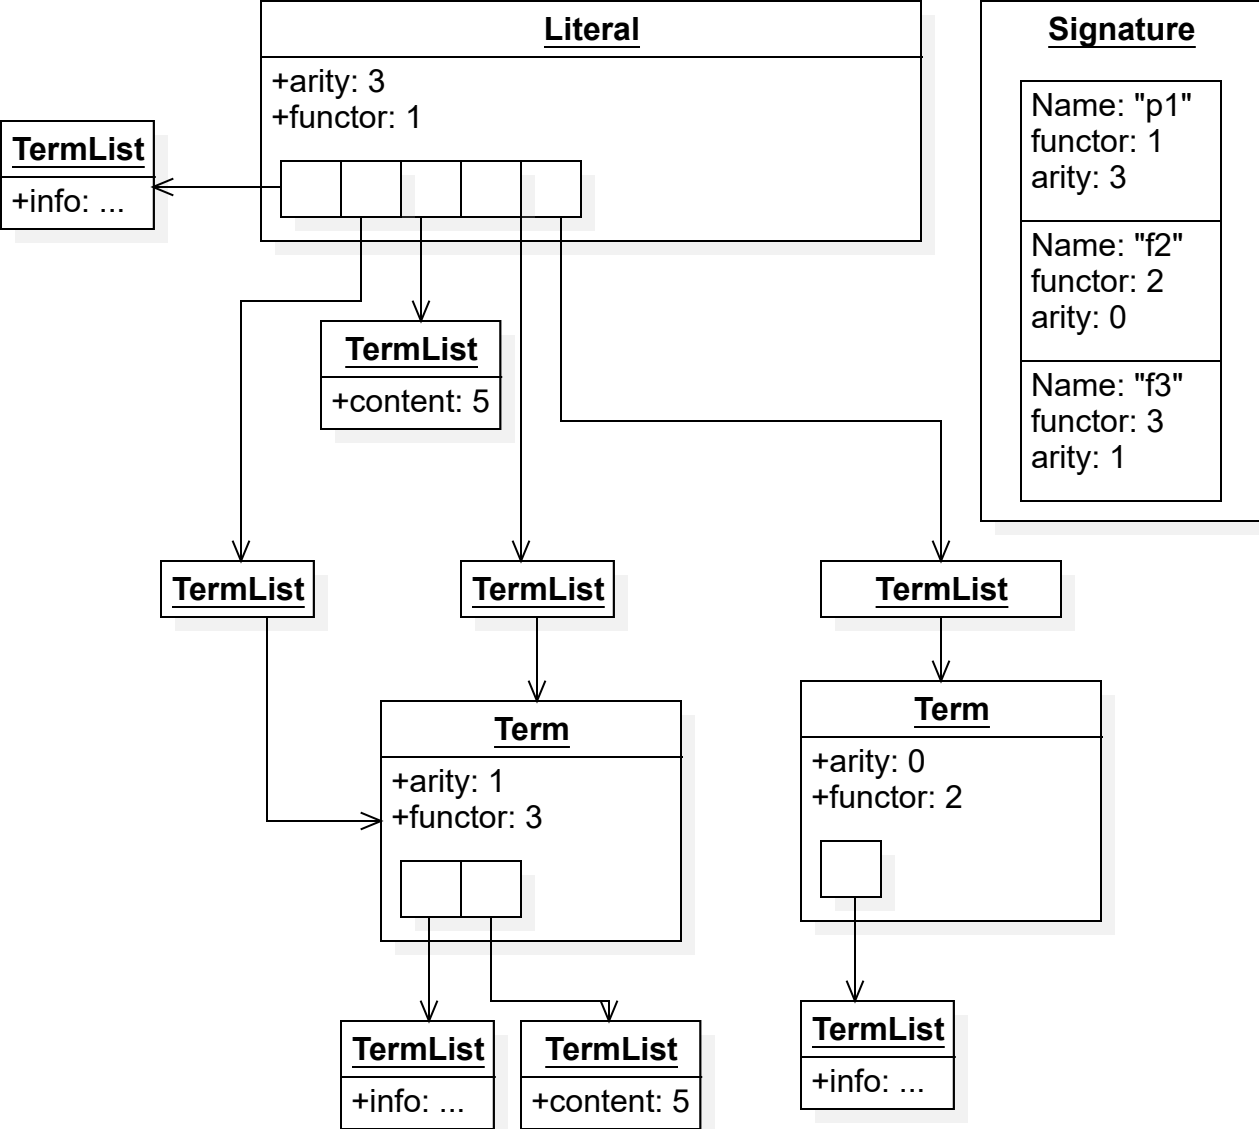 Literal
+arity: 3
+functor: 1
Signature
Name: "p1"
functor: 1
arity: 3
Name: "f2"
functor: 2
arity: 0
Name: "f3"
functor: 3
arity: 1
TermList
+info: ...
TermList
+content: 5
TermList
TermList
TermList
Term
+arity: 1
+functor: 3
Term
+arity: 0
+functor: 2
TermList
+info: ...
TermList
+content: 5
TermList
+info: ...